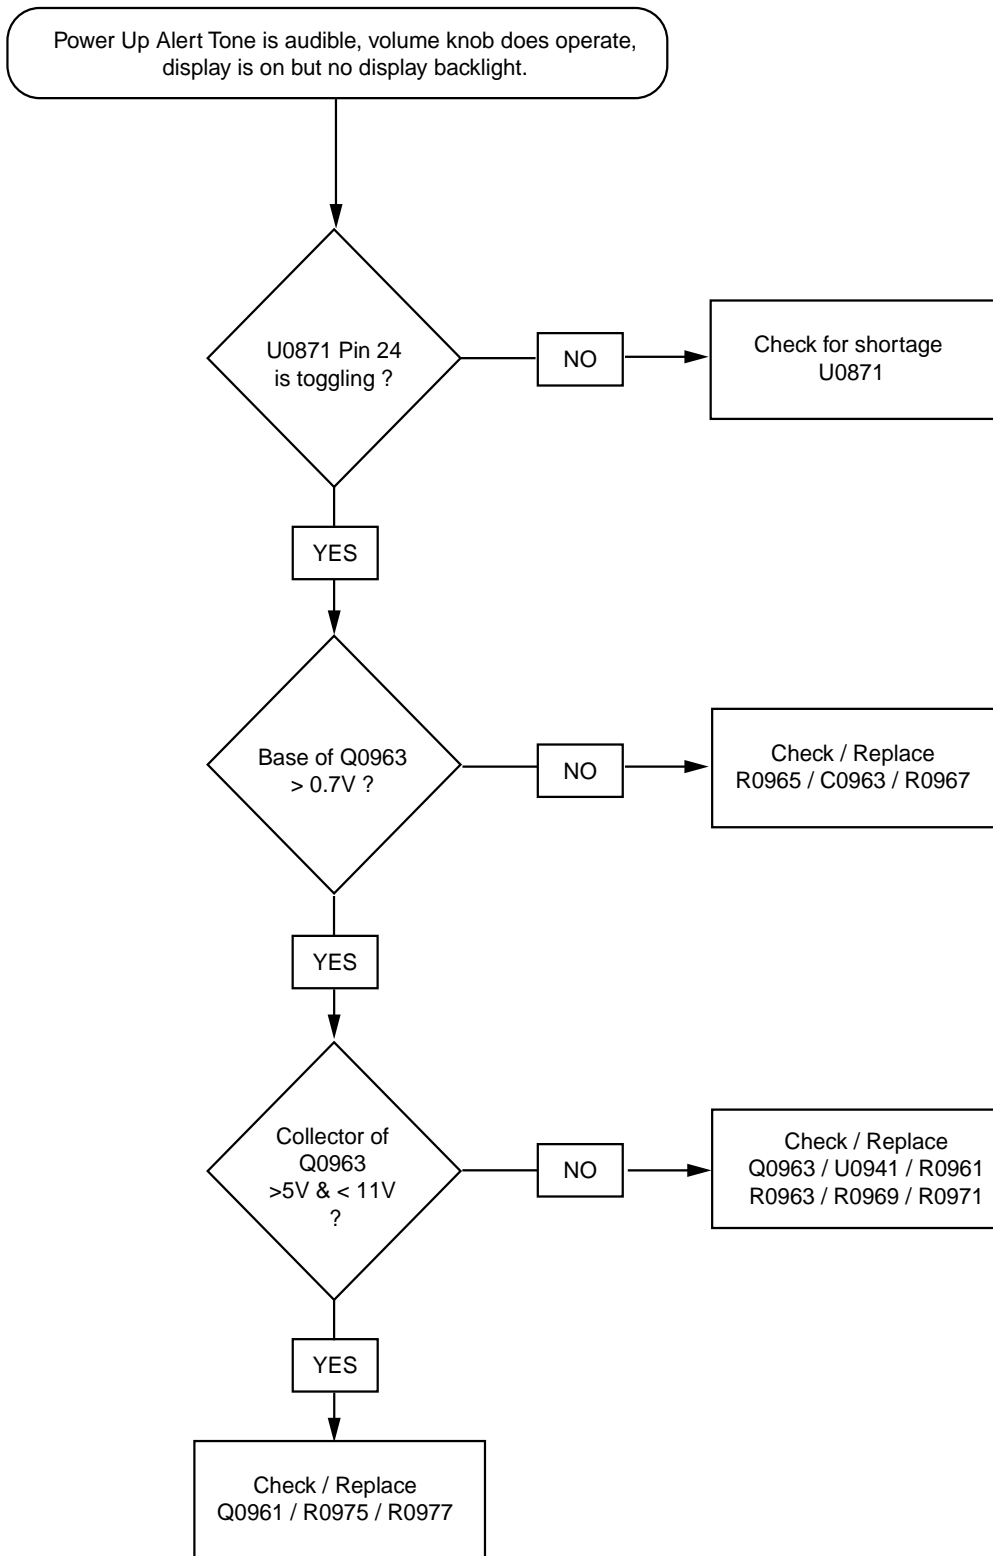 Power Up Alert Tone is audible, volume knob does operate,
display is on but no display backlight.
U0871 Pin 24
is toggling ?
NO
Check for shortage
U0871
YES
Base of Q0963
> 0.7V ?
NO
Check / Replace
R0965 / C0963 / R0967
YES
Collector of
Q0963
>5V & < 11V
?
NO
Check / Replace
Q0963 / U0941 / R0961
R0963 / R0969 / R0971
YES
Check / Replace
Q0961 / R0975 / R0977